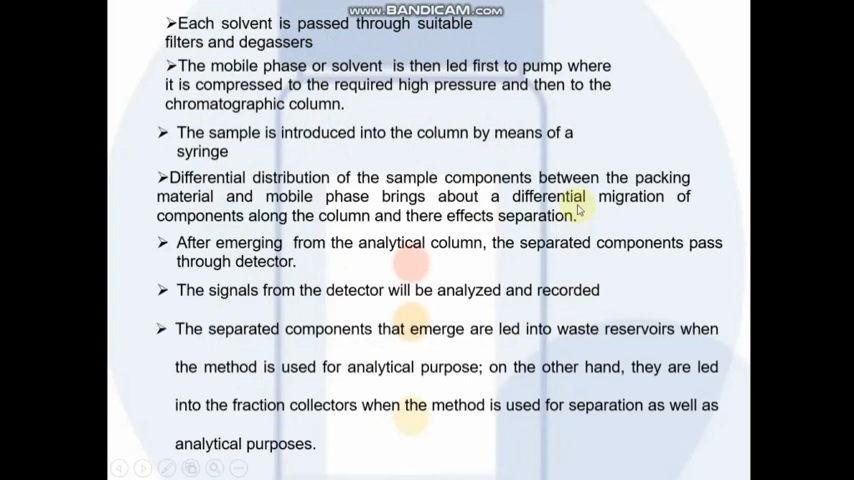 www.BANDICAM.com
➤Each solvent is passed through suitable
filters and degassers
➤The mobile phase or solvent is then led first to pump where
it is compressed to the required high pressure and then to the
chromatographic column.
➤ The sample is introduced into the column by means of a
syringe
➤Differential distribution of the sample components between the packing
material and mobile phase brings about a differential migration of
components along the column and there effects separation.
➤ After emerging from the analytical column, the separated components pass
through detector.
➤ The signals from the detector will be analyzed and recorded
➤ The separated components that emerge are led into waste reservoirs when
the method is used for analytical purpose; on the other hand, they are led
into the fraction collectors when the method is used for separation as well as
analytical purposes.